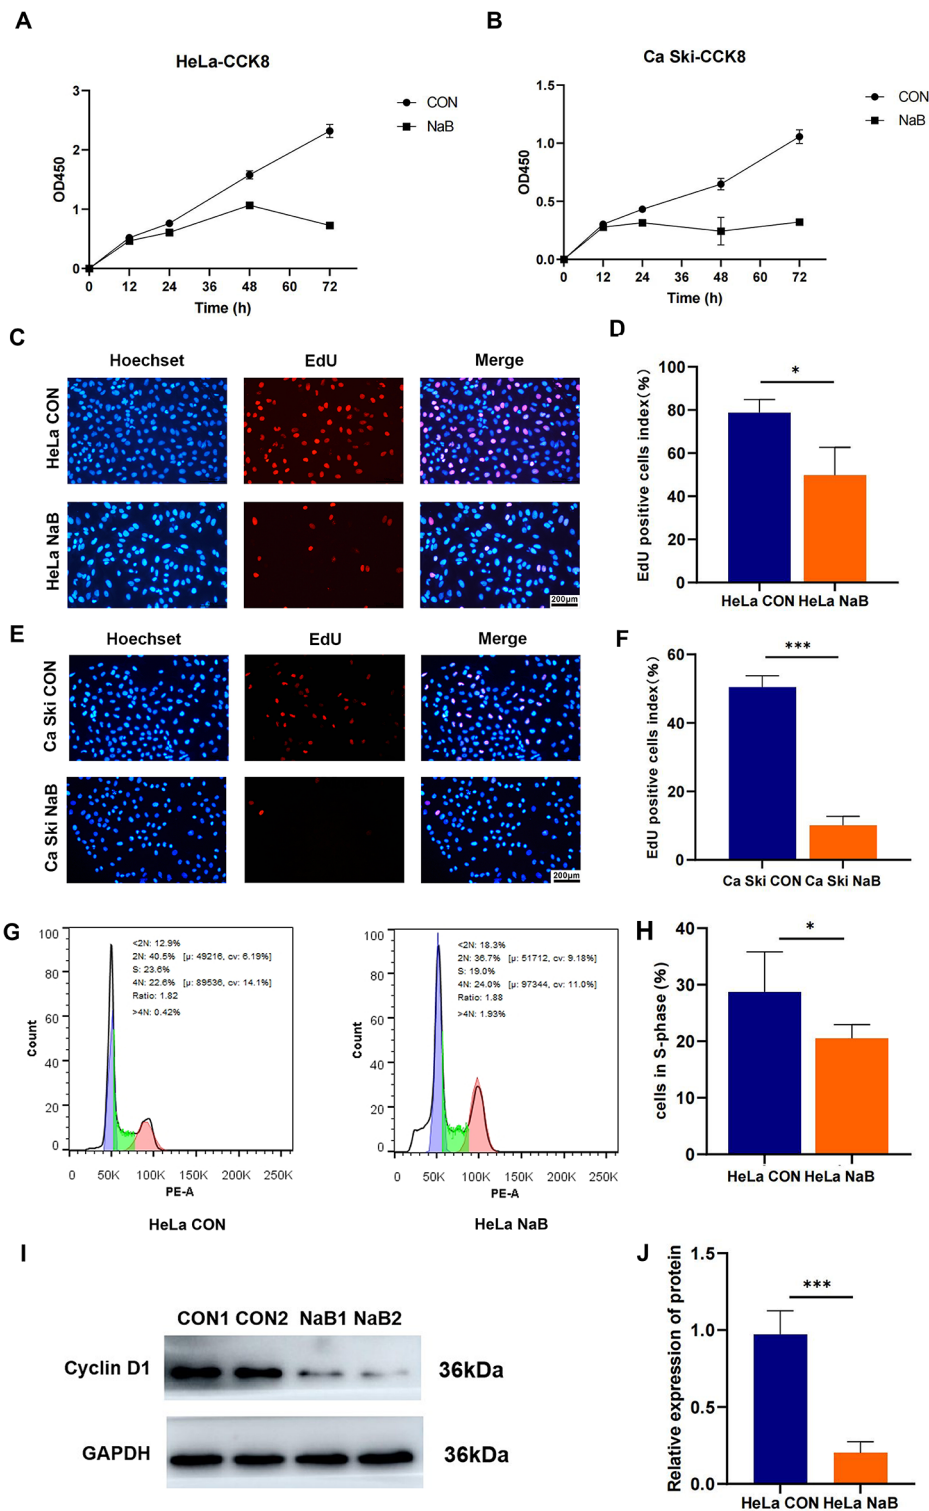 A
HeLa-CCK8
OD450
3
2
1
0
0 12 24 36 48 60 72
Time (h)
CON
NaB
B
Ca Ski-CCK8
OD450
1.5
1.0
0.5
0.0
0 12 24 36 48 60 72
Time (h)
CON
NaB
C
Hoechset EdU Merge
HeLa CON
HeLa NaB
200μm
D
EdU positive cells index(%)
100
80
60
40
20
0
*
HeLa CON HeLa NaB
E
Hoechset EdU Merge
Ca Ski CON
Ca Ski NaB
200μm
F
EdU positive cells index(%)
60
40
20
0
***
Ca Ski CON Ca Ski NaB
G
Count
100
80
60
40
20
0
<2N: 12.9%
2N: 40.5% [μ: 49216, cv: 6.19%]
S: 23.6%
4N: 22.6% [μ: 89536, cv: 14.1%]
Ratio: 1.82
>4N: 0.42%
0 50K 100K 150K 200K 250K
PE-A
HeLa CON
Count
100
80
60
40
20
0
<2N: 18.3%
2N: 36.7% [μ: 51712, cv: 9.18%]
S: 19.0%
4N: 24.0% [μ: 97344, cv: 11.0%]
Ratio: 1.88
>4N: 1.93%
0 50K 100K 150K 200K 250K
PE-A
HeLa NaB
H
cells in S-phase (%)
40
30
20
10
0
*
HeLa CON HeLa NaB
I
CON1 CON2 NaB1 NaB2
Cyclin D1 36kDa
GAPDH 36kDa
J
Relative expression of protein
1.5
1.0
0.5
0.0
***
HeLa CON HeLa NaB